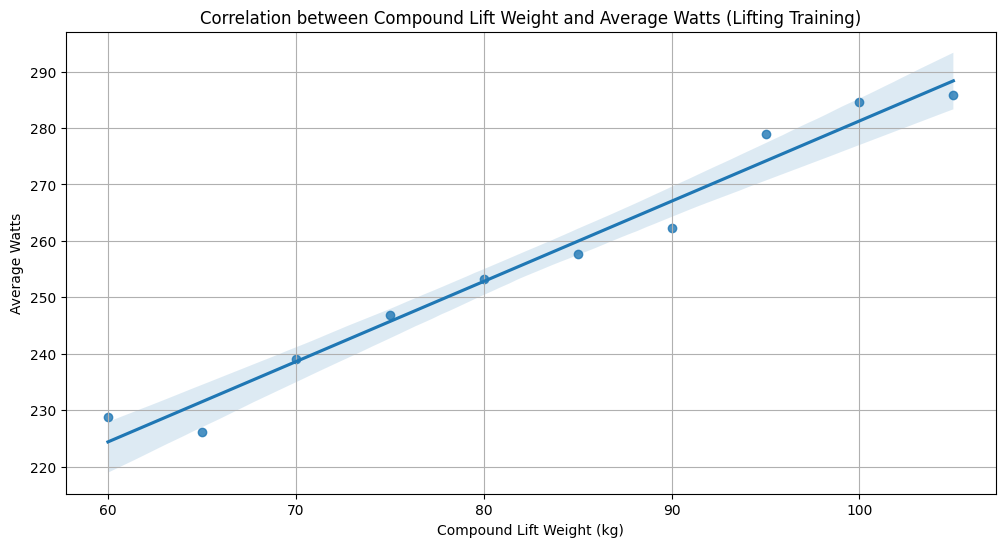 Correlation between Compound Lift Weight and Average Watts (Lifting Training)
Average Watts
290
280
270
260
250
240
230
220
60 70 80 90 100
Compound Lift Weight (kg)